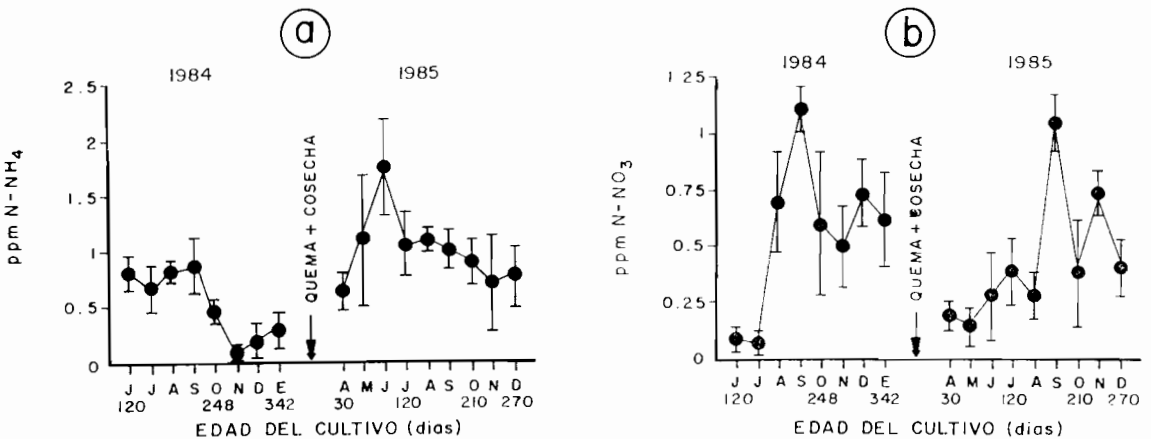 a
1984
1985
ppm N-NH4
2.5
2
1.5
1
0.5
0
QUEMA + COSECHA
J J A S O N D E
A M J J A S O N D
120 248 342
30 120 210 270
EDAD DEL CULTIVO (dias)
b
1984
1985
ppm N-NO3
1 25
1
0.75
0.5
0.25
0
QUEMA + COSECHA
J J A S O N D E
A M J J A S O N D
120 248 342
30 120 210 270
EDAD DEL CULTIVO (dias)